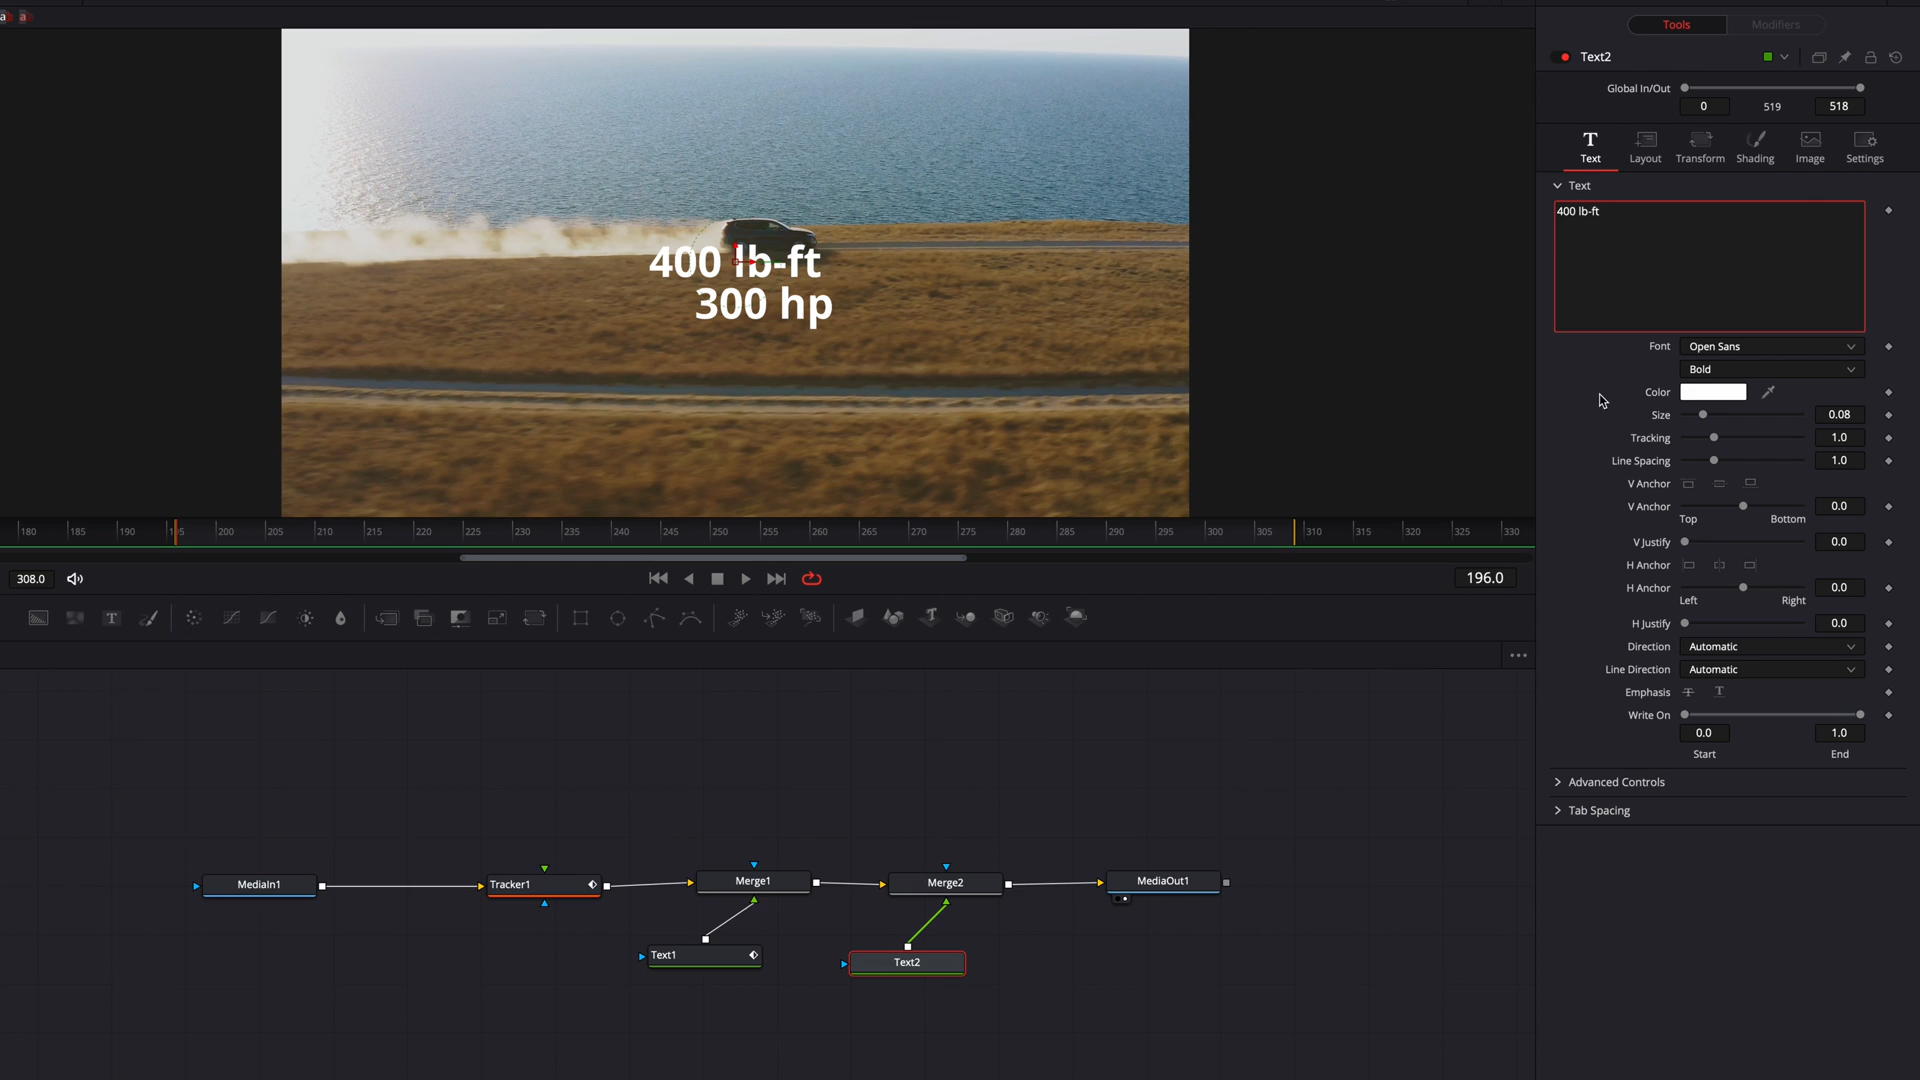 a a
Tools Modifiers
Text2
Global In/Out
0 519 518
Text Layout Transform Shading Image Settings
Text
400 lb-ft
400 lb-ft
300 hp
Font Open Sans
Bold
Color
Size 0.08
Tracking 1.0
Line Spacing 1.0
V Anchor
V Anchor 0.0
Top Bottom
V Justify 0.0
H Anchor
H Anchor 0.0
Left Right
H Justify 0.0
Direction Automatic
Line Direction Automatic
Emphasis
Write On
0.0 1.0
Start End
Advanced Controls
Tab Spacing
180 185 190 195 200 205 210 215 220 225 230 235 240 245 250 255 260 265 270 275 280 285 290 295 300 305 310 315 320 325 330
308.0 196.0
MediaIn1 Tracker1 Merge1 Merge2 MediaOut1
Text1 Text2